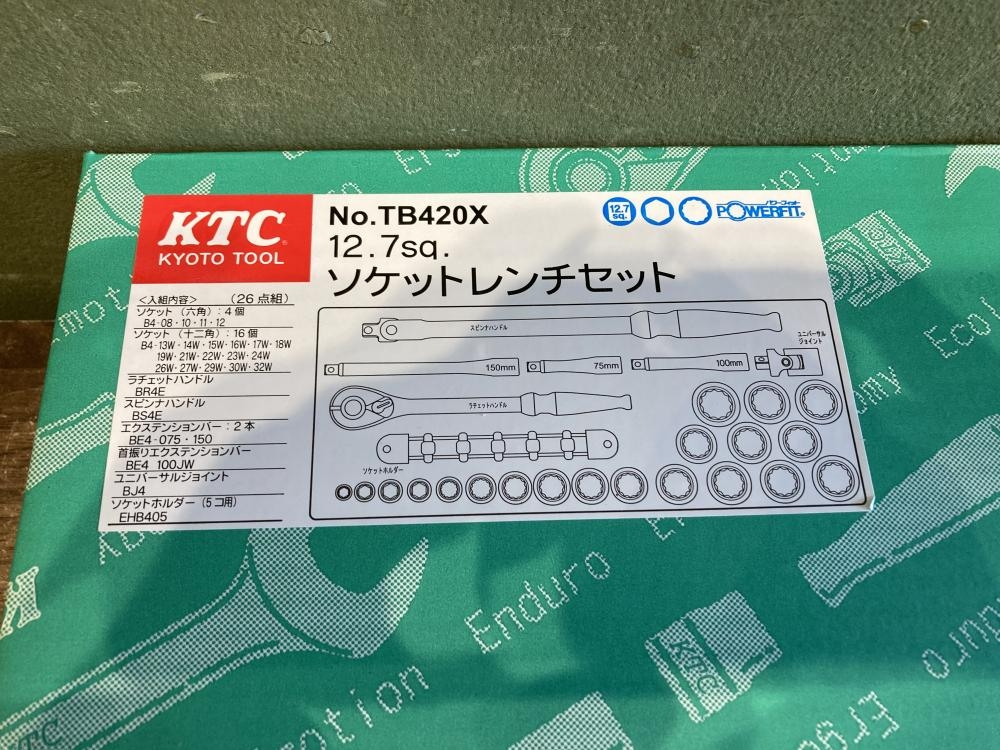 KTC
KYOTO TOOL
No.TB420X
12.7sq.
ソケットレンチセット
12.7 sq.
パワーフィット
POWERFIT®
<入組内容> (26点組)
ソケット (六角) : 4個
B4-08・10・11・12
ソケット (十二角) : 16個
B4-13W・14W・15W・16W・17W・18W
19W・21W・22W・23W・24W
26W・27W・29W・30W・32W
ラチェットハンドル
BR4E
スピンナハンドル
BS4E
エクステンションバー : 2本
BE4-075・150
首振りエクステンションバー
BE4 100JW
ユニバーサルジョイント
BJ4
ソケットホルダー (5コ用)
EHB405
スピンナハンドル
ユニバーサル
ジョイント
150mm
75mm
100mm
ラチェットハンドル
ソケットホルダー
Enduro
KTC
KTC